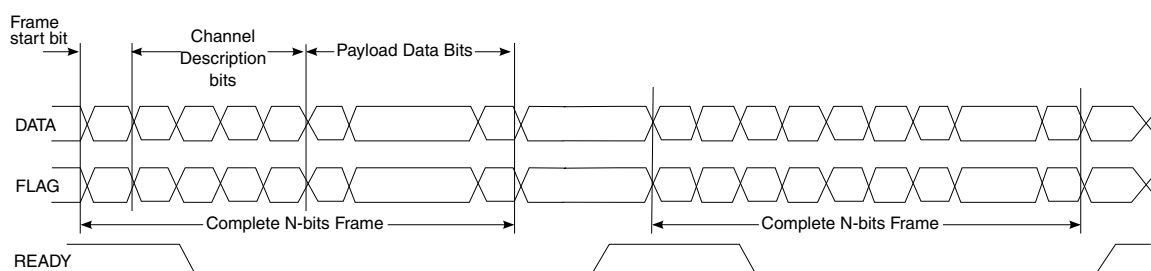 Frame
start bit
Channel
Description
bits
Payload Data Bits
DATA
FLAG
Complete N-bits Frame
Complete N-bits Frame
READY